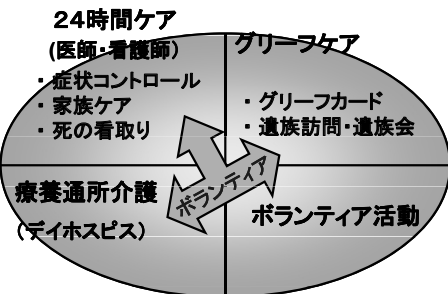 24時間ケア
(医師・看護師)
・症状コントロール
・家族ケア
・死の看取り
グリーフケア
・グリーフカード
・遺族訪問・遺族会
ボランティア
療養通所介護
(デイホスピス)
ボランティア活動